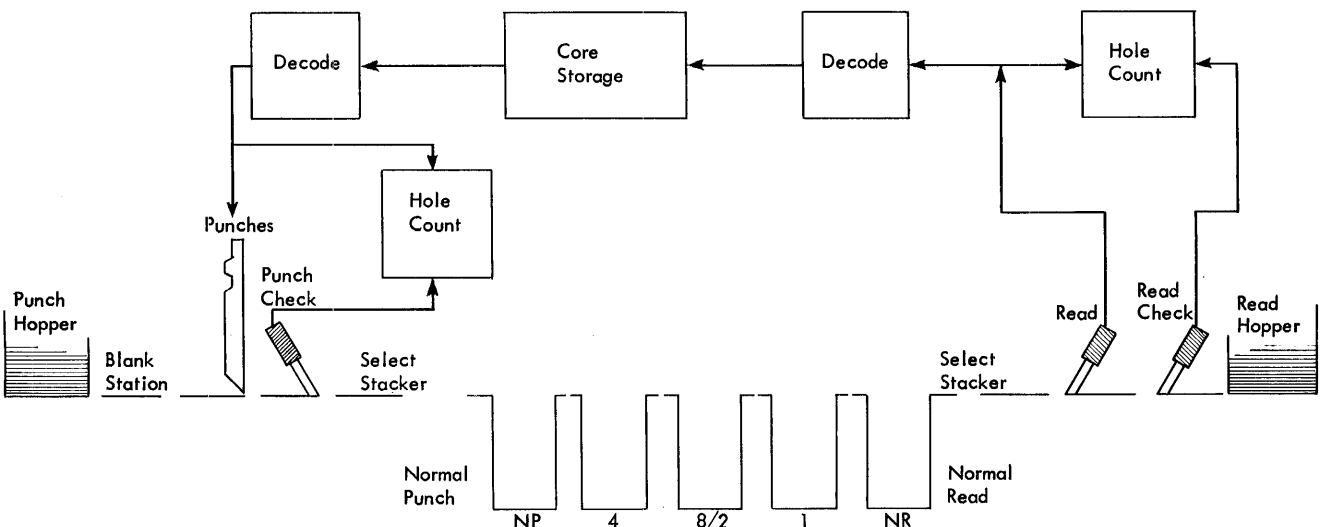 Decode
Core
Storage
Decode
Hole
Count
Hole
Count
Punches
Punch
Check
Punch
Hopper
Blank
Station
Select
Stacker
Select
Stacker
Read
Read
Check
Read
Hopper
Normal
Punch
Normal
Read
NP
4
8/2
1
NR